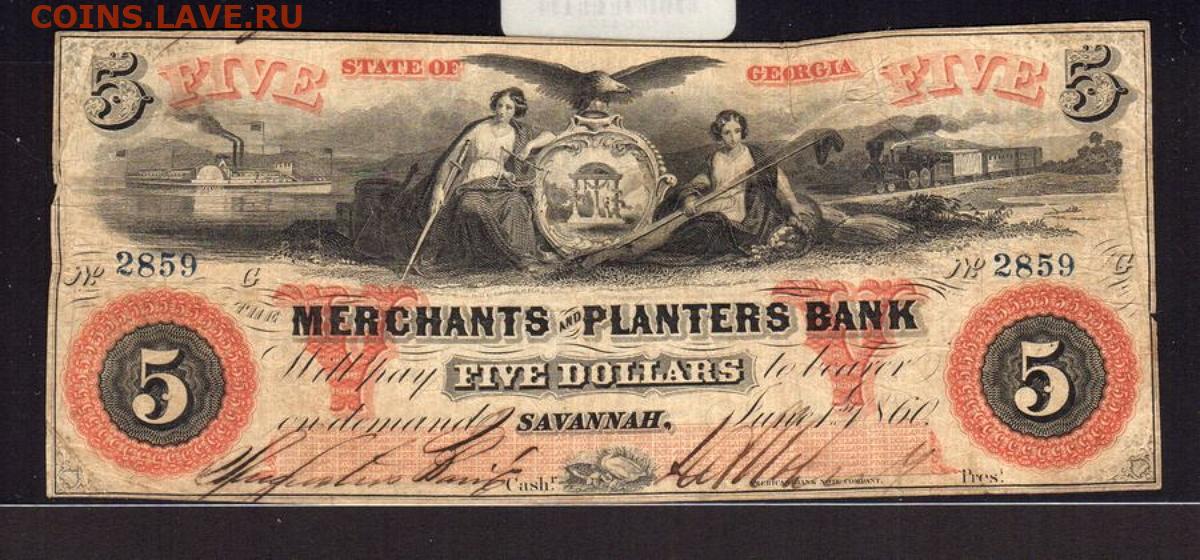 COINS.LAVE.RU
5 FIVE STATE OF GEORGIA FIVE 5
No 2859 G No 2859 G
THE MERCHANTS AND PLANTERS BANK
5 Will pay FIVE DOLLARS to bearer 5
on demand SAVANNAH, June 1st 1860
Cash.r AMERICAN BANK NOTE COMPANY. Pres.t